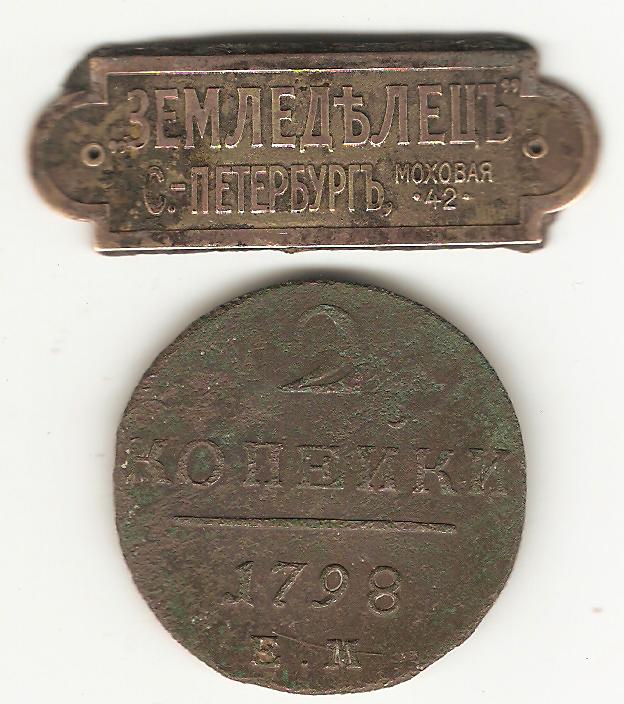 „ЗЕМЛЕДѢЛЕЦЪ"
С.-ПЕТЕРБУРГЪ, МОХОВАЯ
·42·
2
КОПЕЙКИ
1798
Е.М